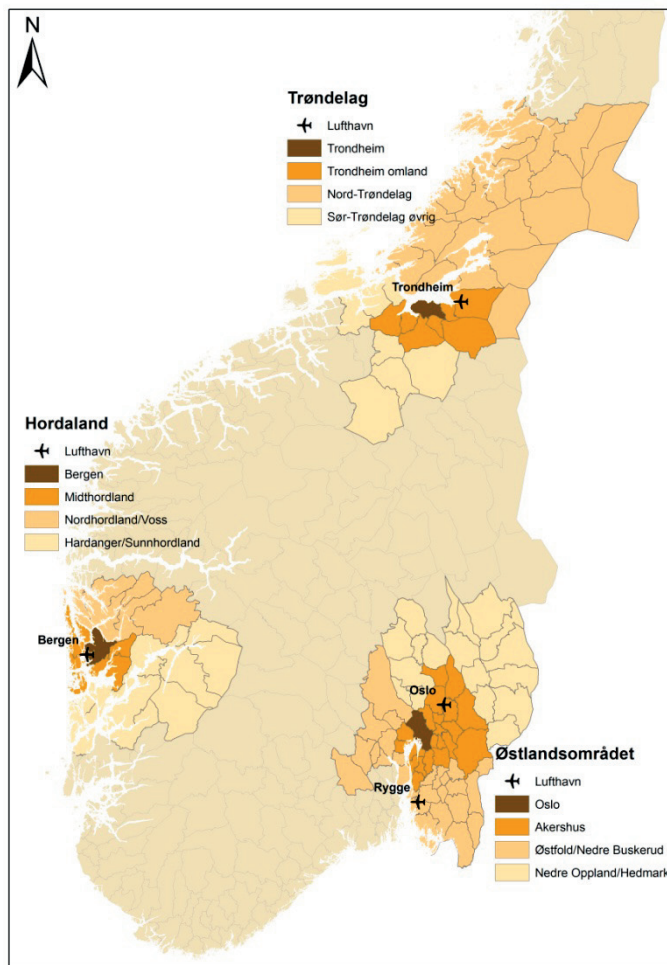 N
Trøndelag
Lufthavn
Trondheim
Trondheim omland
Nord-Trøndelag
Sør-Trøndelag øvrig
Trondheim
Hordaland
Lufthavn
Bergen
Midthordland
Nordhordland/Voss
Hardanger/Sunnhordland
Bergen
Oslo
Rygge
Østlandsområdet
Lufthavn
Oslo
Akershus
Østfold/Nedre Buskerud
Nedre Oppland/Hedmark